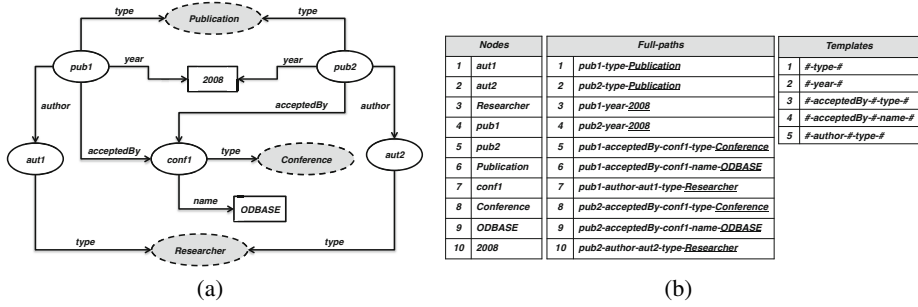 type
Publication
type
pub1
year
2008
year
pub2
author
acceptedBy
author
aut1
acceptedBy
conf1
type
Conference
aut2
name
ODBASE
type
Researcher
type
(a)
Nodes
1 aut1
2 aut2
3 Researcher
4 pub1
5 pub2
6 Publication
7 conf1
8 Conference
9 ODBASE
10 2008
Full-paths
1 pub1-type-Publication
2 pub2-type-Publication
3 pub1-year-2008
4 pub2-year-2008
5 pub1-acceptedBy-conf1-type-Conference
6 pub1-acceptedBy-conf1-name-ODBASE
7 pub1-author-aut1-type-Researcher
8 pub2-acceptedBy-conf1-type-Conference
9 pub2-acceptedBy-conf1-name-ODBASE
10 pub2-author-aut2-type-Researcher
Templates
1 #-type-#
2 #-year-#
3 #-acceptedBy-#-type-#
4 #-acceptedBy-#-name-#
5 #-author-#-type-#
(b)